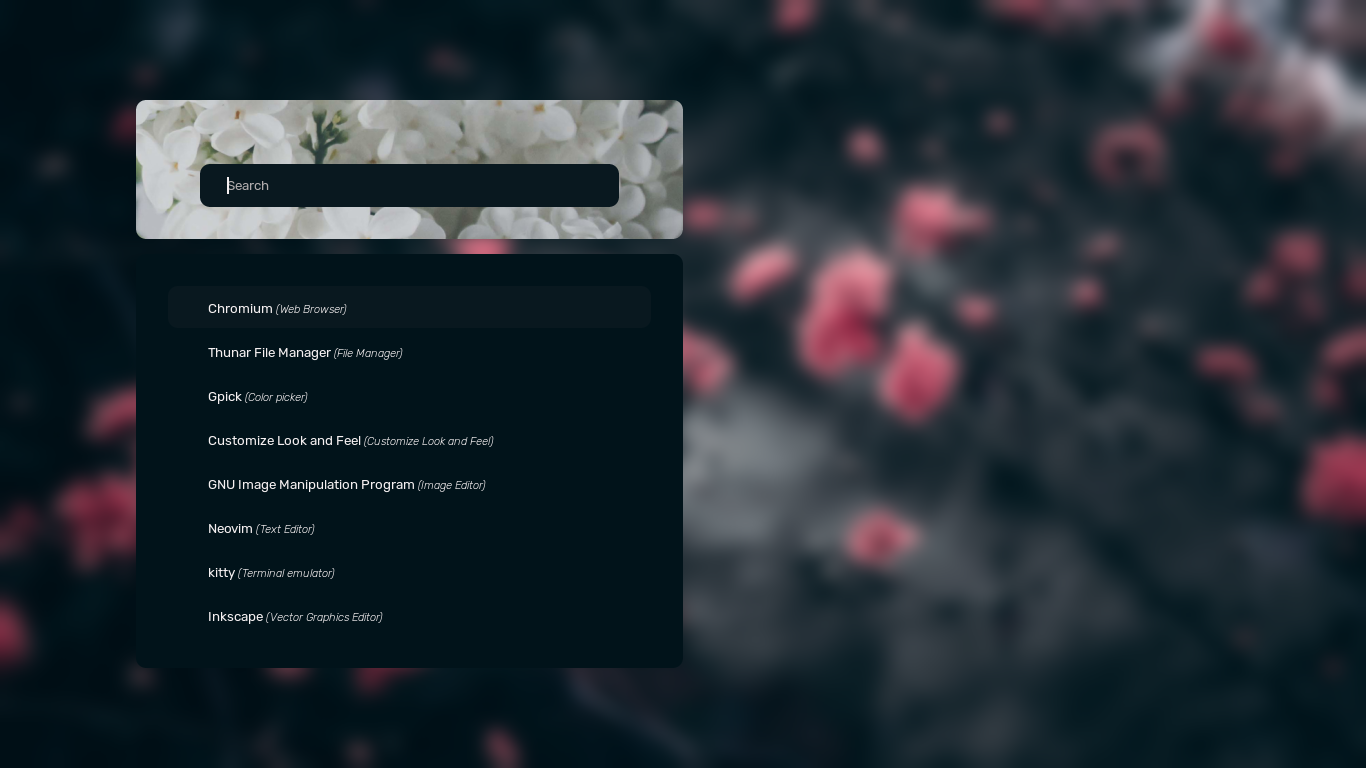 Search
Chromium (Web Browser)
Thunar File Manager (File Manager)
Gpick (Color picker)
Customize Look and Feel (Customize Look and Feel)
GNU Image Manipulation Program (Image Editor)
Neovim (Text Editor)
kitty (Terminal emulator)
Inkscape (Vector Graphics Editor)